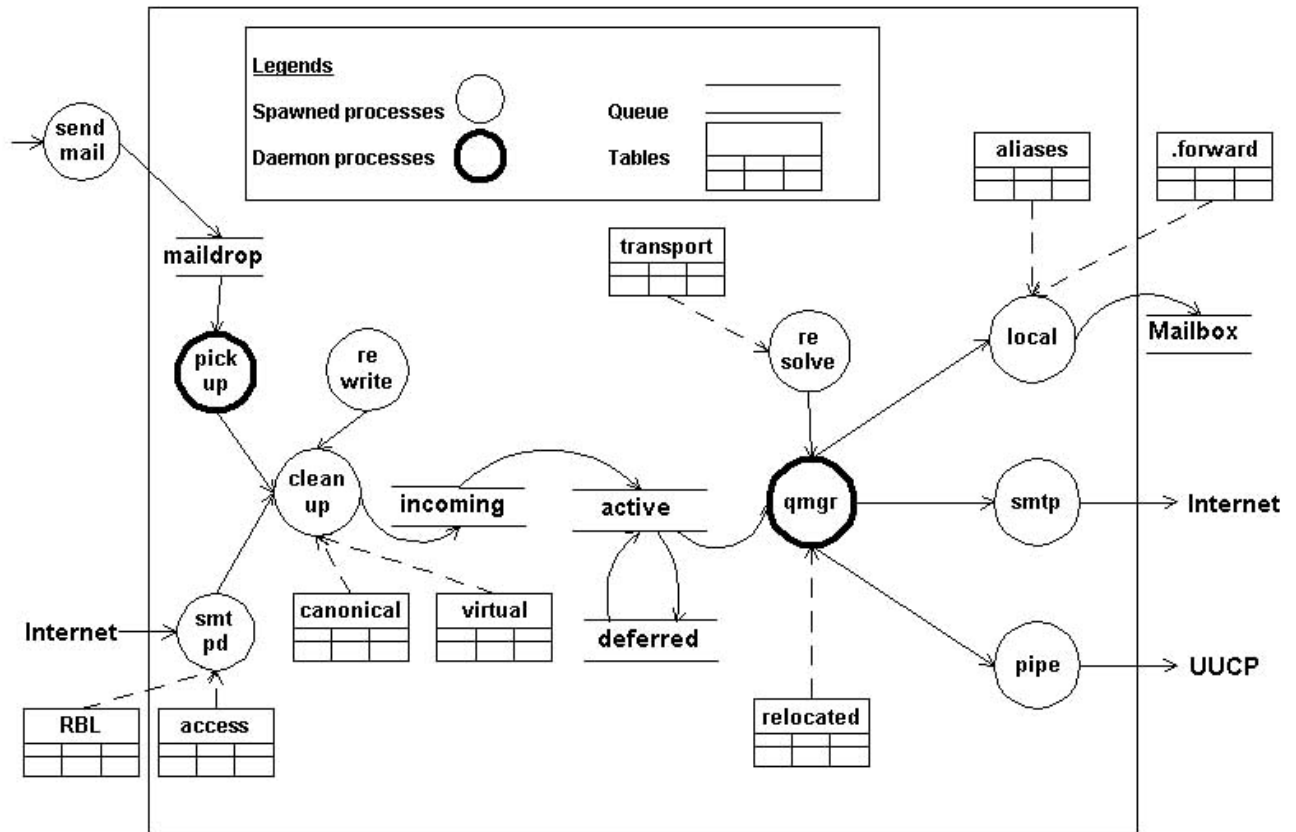 Legends
Spawned processes
Daemon processes
Queue
Tables
send
mail
maildrop
pick
up
re
write
clean
up
incoming
active
deferred
transport
re
solve
qmgr
aliases
.forward
local
Mailbox
smtp
Internet
pipe
UUCP
Internet
smt
pd
canonical
virtual
RBL
access
relocated